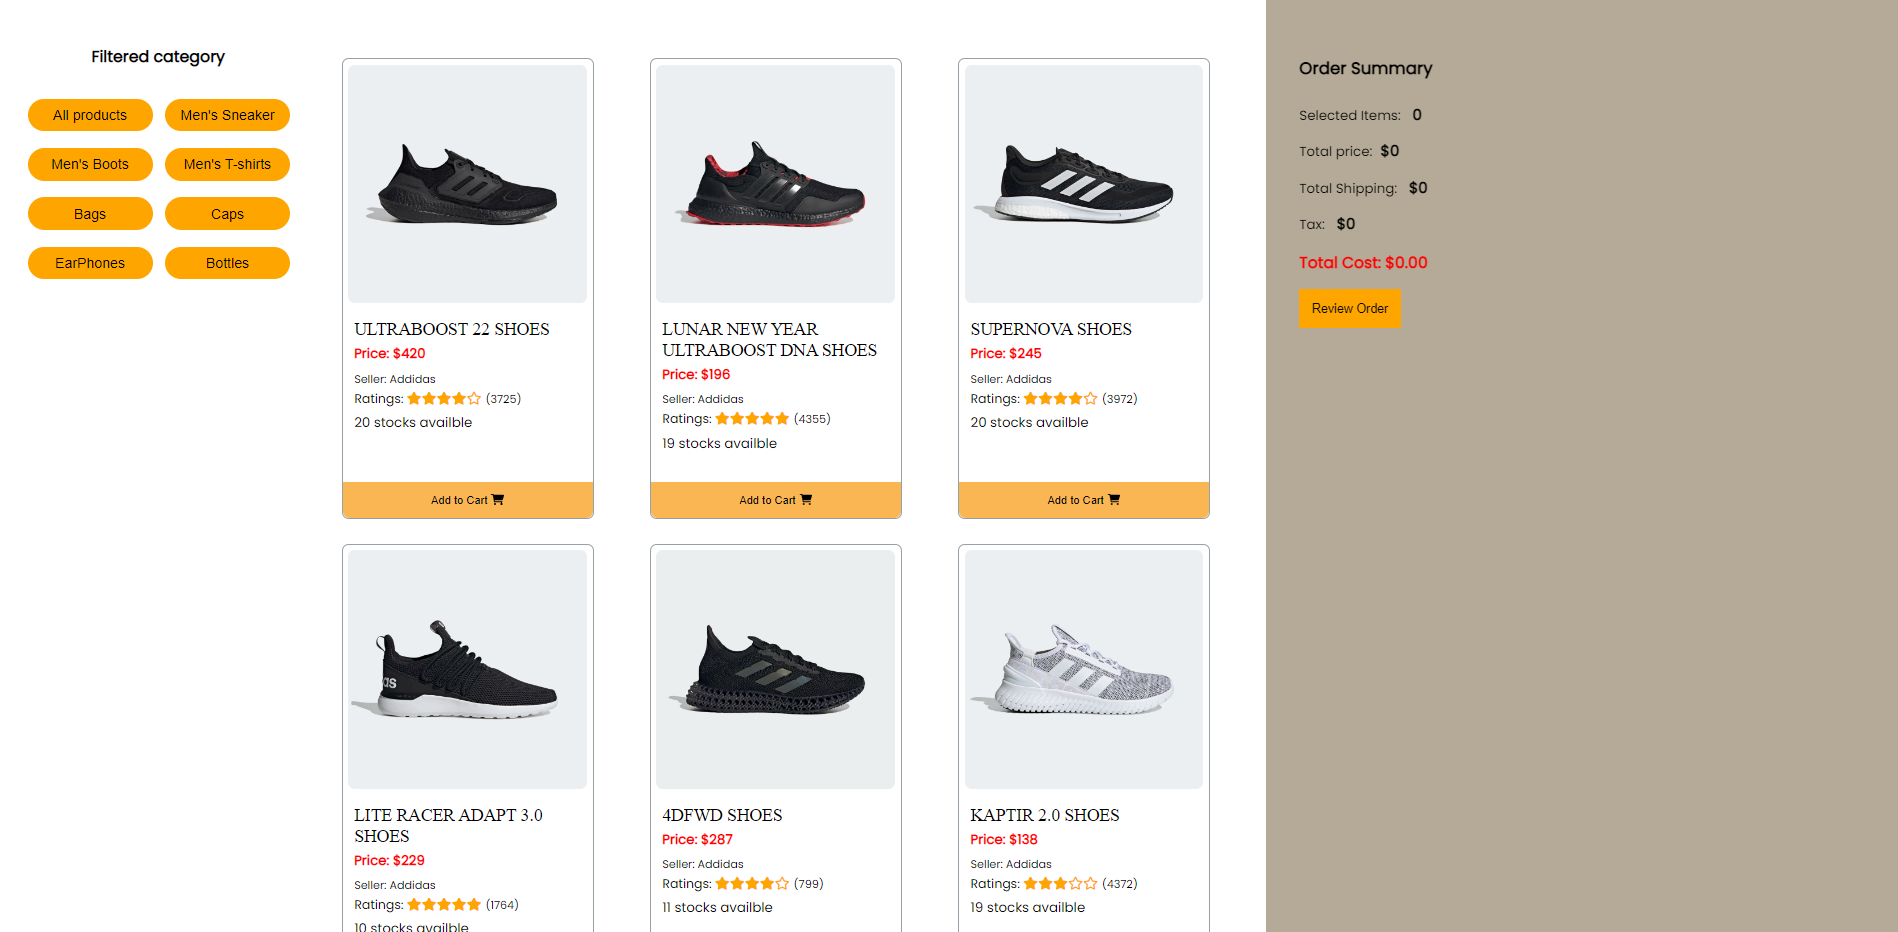 Filtered category
All products
Men's Sneaker
Men's Boots
Men's T-shirts
Bags
Caps
EarPhones
Bottles
ULTRABOOST 22 SHOES
Price: $420
Seller: Addidas
Ratings: (3725)
20 stocks availble
Add to Cart
LUNAR NEW YEAR
ULTRABOOST DNA SHOES
Price: $196
Seller: Addidas
Ratings: (4355)
19 stocks availble
Add to Cart
SUPERNOVA SHOES
Price: $245
Seller: Addidas
Ratings: (3972)
20 stocks availble
Add to Cart
as
LITE RACER ADAPT 3.0
SHOES
Price: $229
Seller: Addidas
Ratings: (1764)
10 stocks availble
4DFWD SHOES
Price: $287
Seller: Addidas
Ratings: (799)
11 stocks availble
KAPTIR 2.0 SHOES
Price: $138
Seller: Addidas
Ratings: (4372)
19 stocks availble
Order Summary
Selected Items: 0
Total price: $0
Total Shipping: $0
Tax: $0
Total Cost: $0.00
Review Order